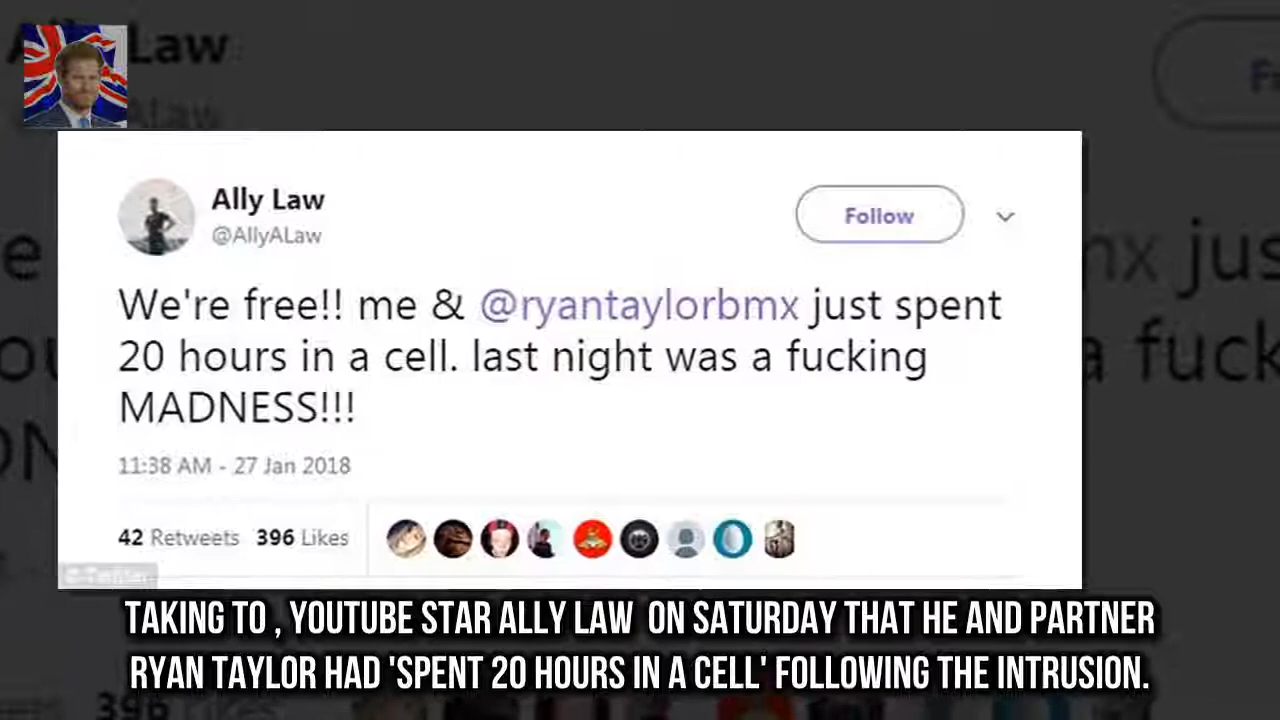 Ally Law
@AllyALaw
Follow
We're free!! me & @ryantaylorbmx just spent
20 hours in a cell. last night was a fucking
MADNESS!!!
11:38 AM - 27 Jan 2018
42 Retweets 396 Likes
TAKING TO , YOUTUBE STAR ALLY LAW ON SATURDAY THAT HE AND PARTNER
RYAN TAYLOR HAD 'SPENT 20 HOURS IN A CELL' FOLLOWING THE INTRUSION.